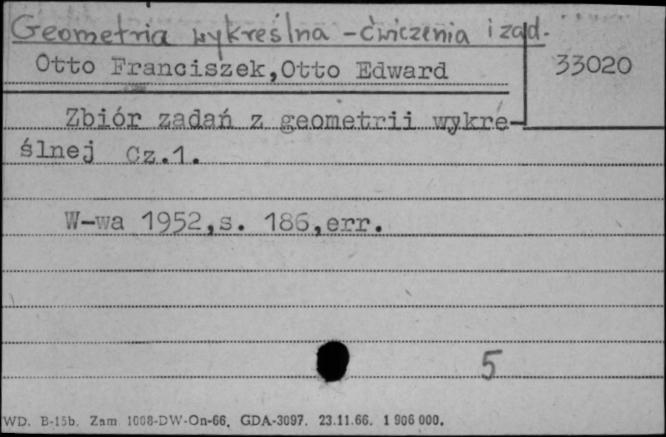 Geometria wykreślna - ćwiczenia i zad.
Otto Franciszek,Otto Edward
33020
Zbiór zadań z geometrii wykre-
ślnej Cz.1.
W-wa 1952,s. 186,err.
5
WD. B-15b. Zam 1008-DW-On-66. GDA-3097. 23.11.66. 1 906 000.